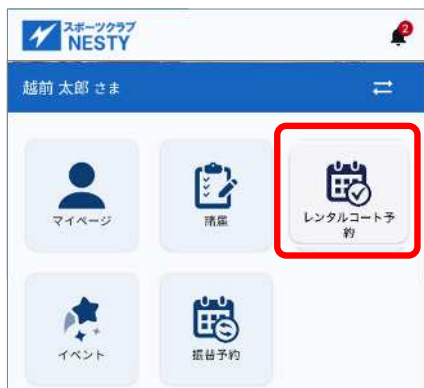 スポーツクラブ
NESTY
2
越前 太郎 さま
マイページ
諸届
レンタルコート予
約
イベント
振替予約